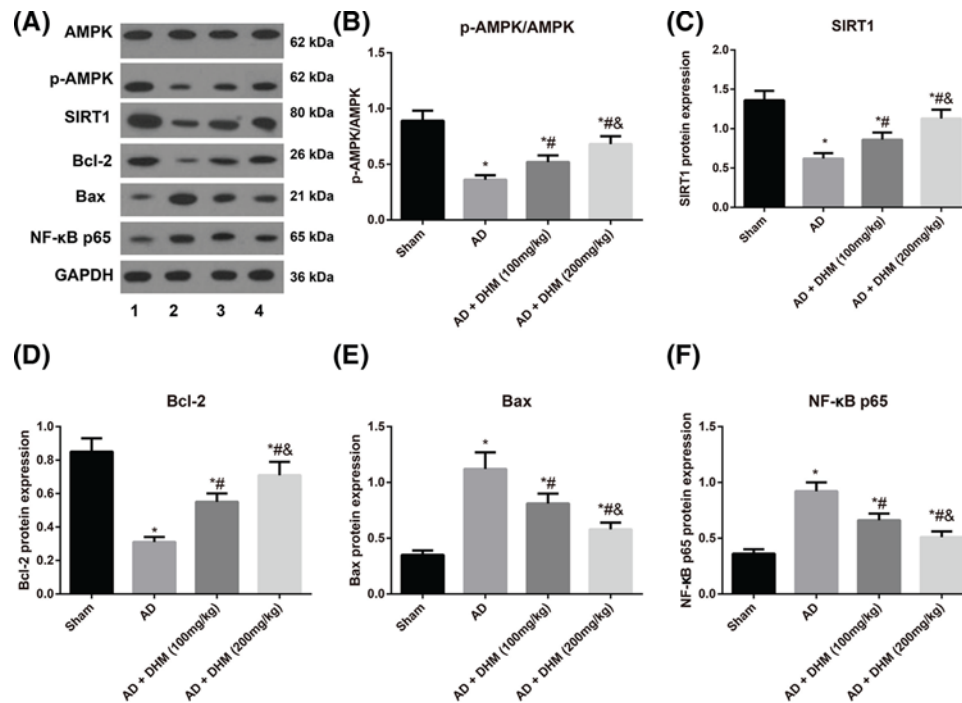 (A)
AMPK
62 kDa
p-AMPK
62 kDa
SIRT1
80 kDa
Bcl-2
26 kDa
Bax
21 kDa
NF-κB p65
65 kDa
GAPDH
36 kDa
1 2 3 4
(B)
p-AMPK/AMPK
p-AMPK/AMPK
1.5
1.0
0.5
0.0
*
*#
*#&
Sham
AD
AD + DHM (100mg/kg)
AD + DHM (200mg/kg)
(C)
SIRT1
SIRT1 protein expression
2.0
1.5
1.0
0.5
0.0
*
*#
*#&
Sham
AD
AD + DHM (100mg/kg)
AD + DHM (200mg/kg)
(D)
Bcl-2
Bcl-2 protein expression
1.0
0.8
0.6
0.4
0.2
0.0
*
*#
*#&
Sham
AD
AD + DHM (100mg/kg)
AD + DHM (200mg/kg)
(E)
Bax
Bax protein expression
1.5
1.0
0.5
0.0
*
*#
*#&
Sham
AD
AD + DHM (100mg/kg)
AD + DHM (200mg/kg)
(F)
NF-κB p65
NF-κB p65 protein expression
1.5
1.0
0.5
0.0
*
*#
*#&
Sham
AD
AD + DHM (100mg/kg)
AD + DHM (200mg/kg)